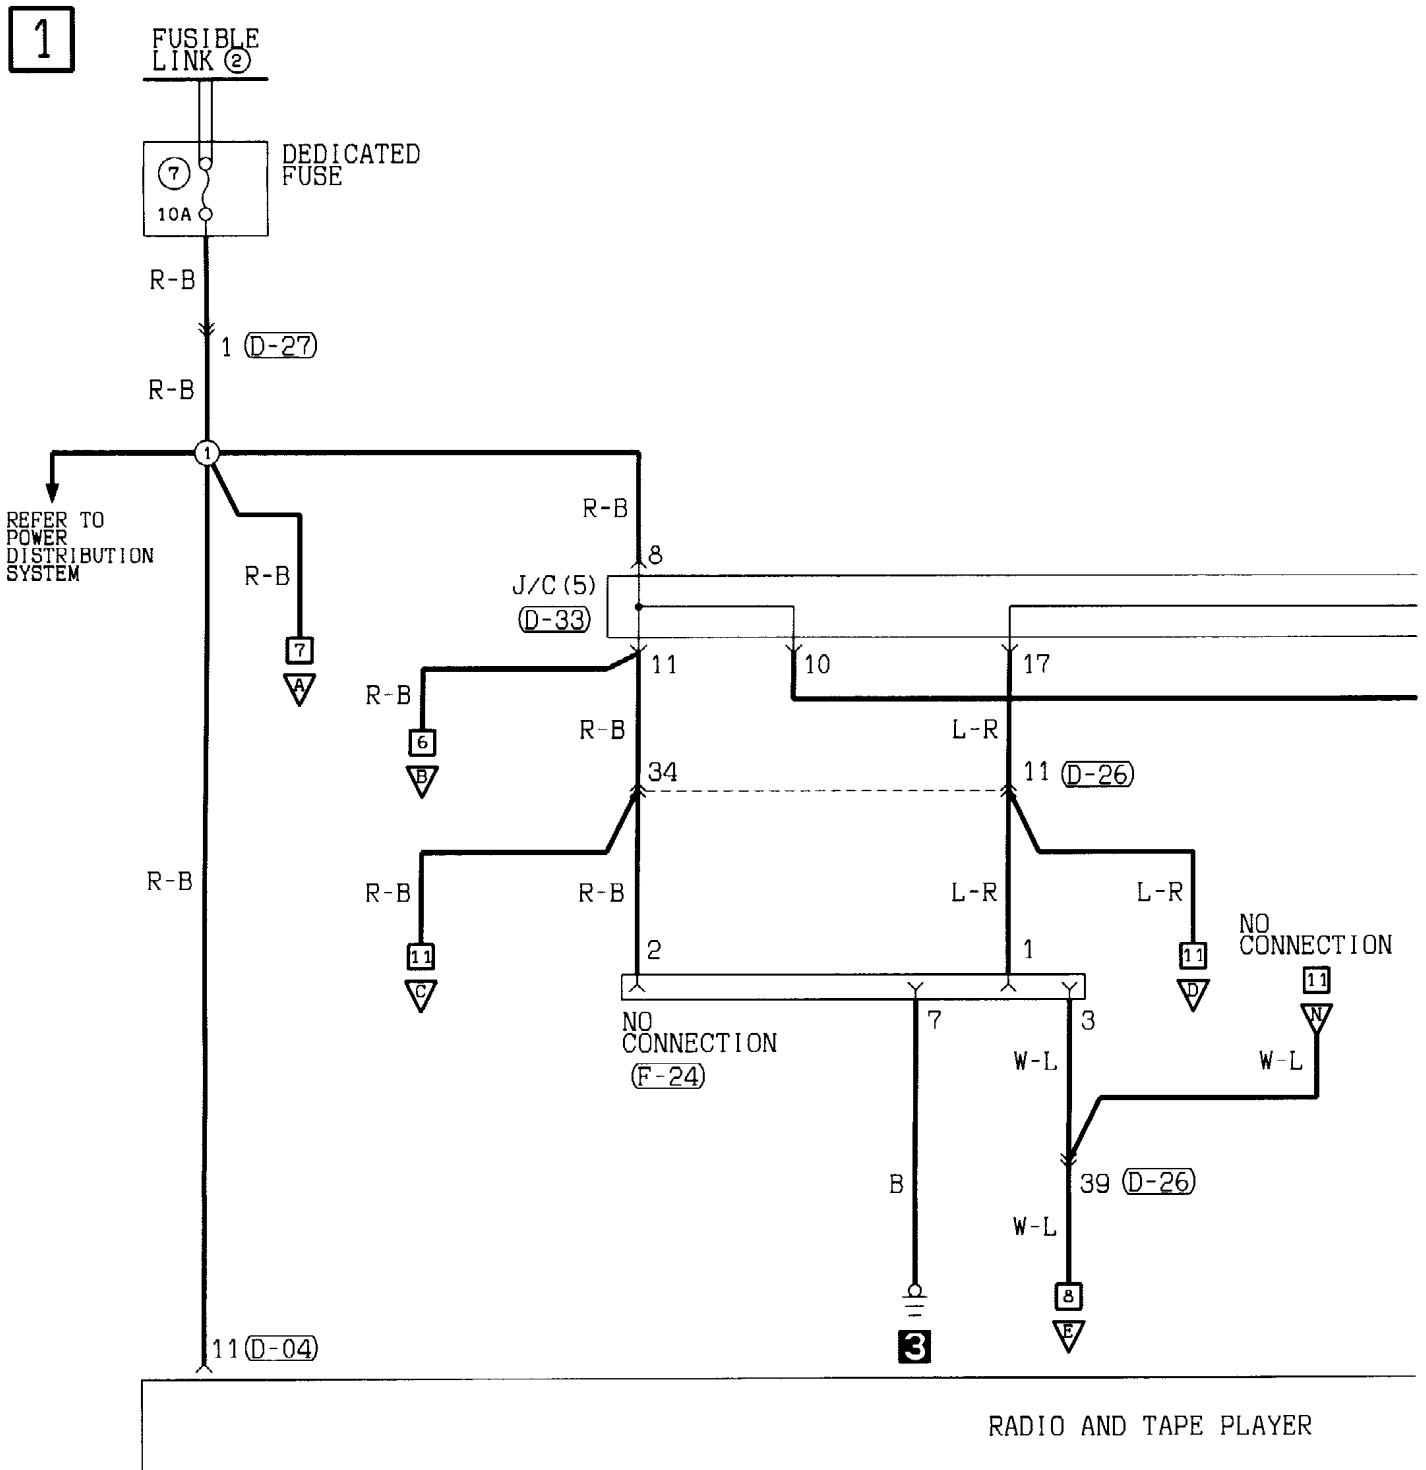 1
FUSIBLE
LINK ②
⑦
10A
DEDICATED
FUSE
R-B
1 (D-27)
R-B
1
REFER TO
POWER
DISTRIBUTION
SYSTEM
R-B
7
A
R-B
8
J/C(5)
(D-33)
11
10
17
R-B
6
B
R-B
L-R
34
11 (D-26)
R-B
R-B
R-B
L-R
L-R
11
C
2
1
11
D
NO
CONNECTION
11
N
NO
CONNECTION
(F-24)
7
3
W-L
W-L
B
39 (D-26)
W-L
8
E
3
11 (D-04)
RADIO AND TAPE PLAYER